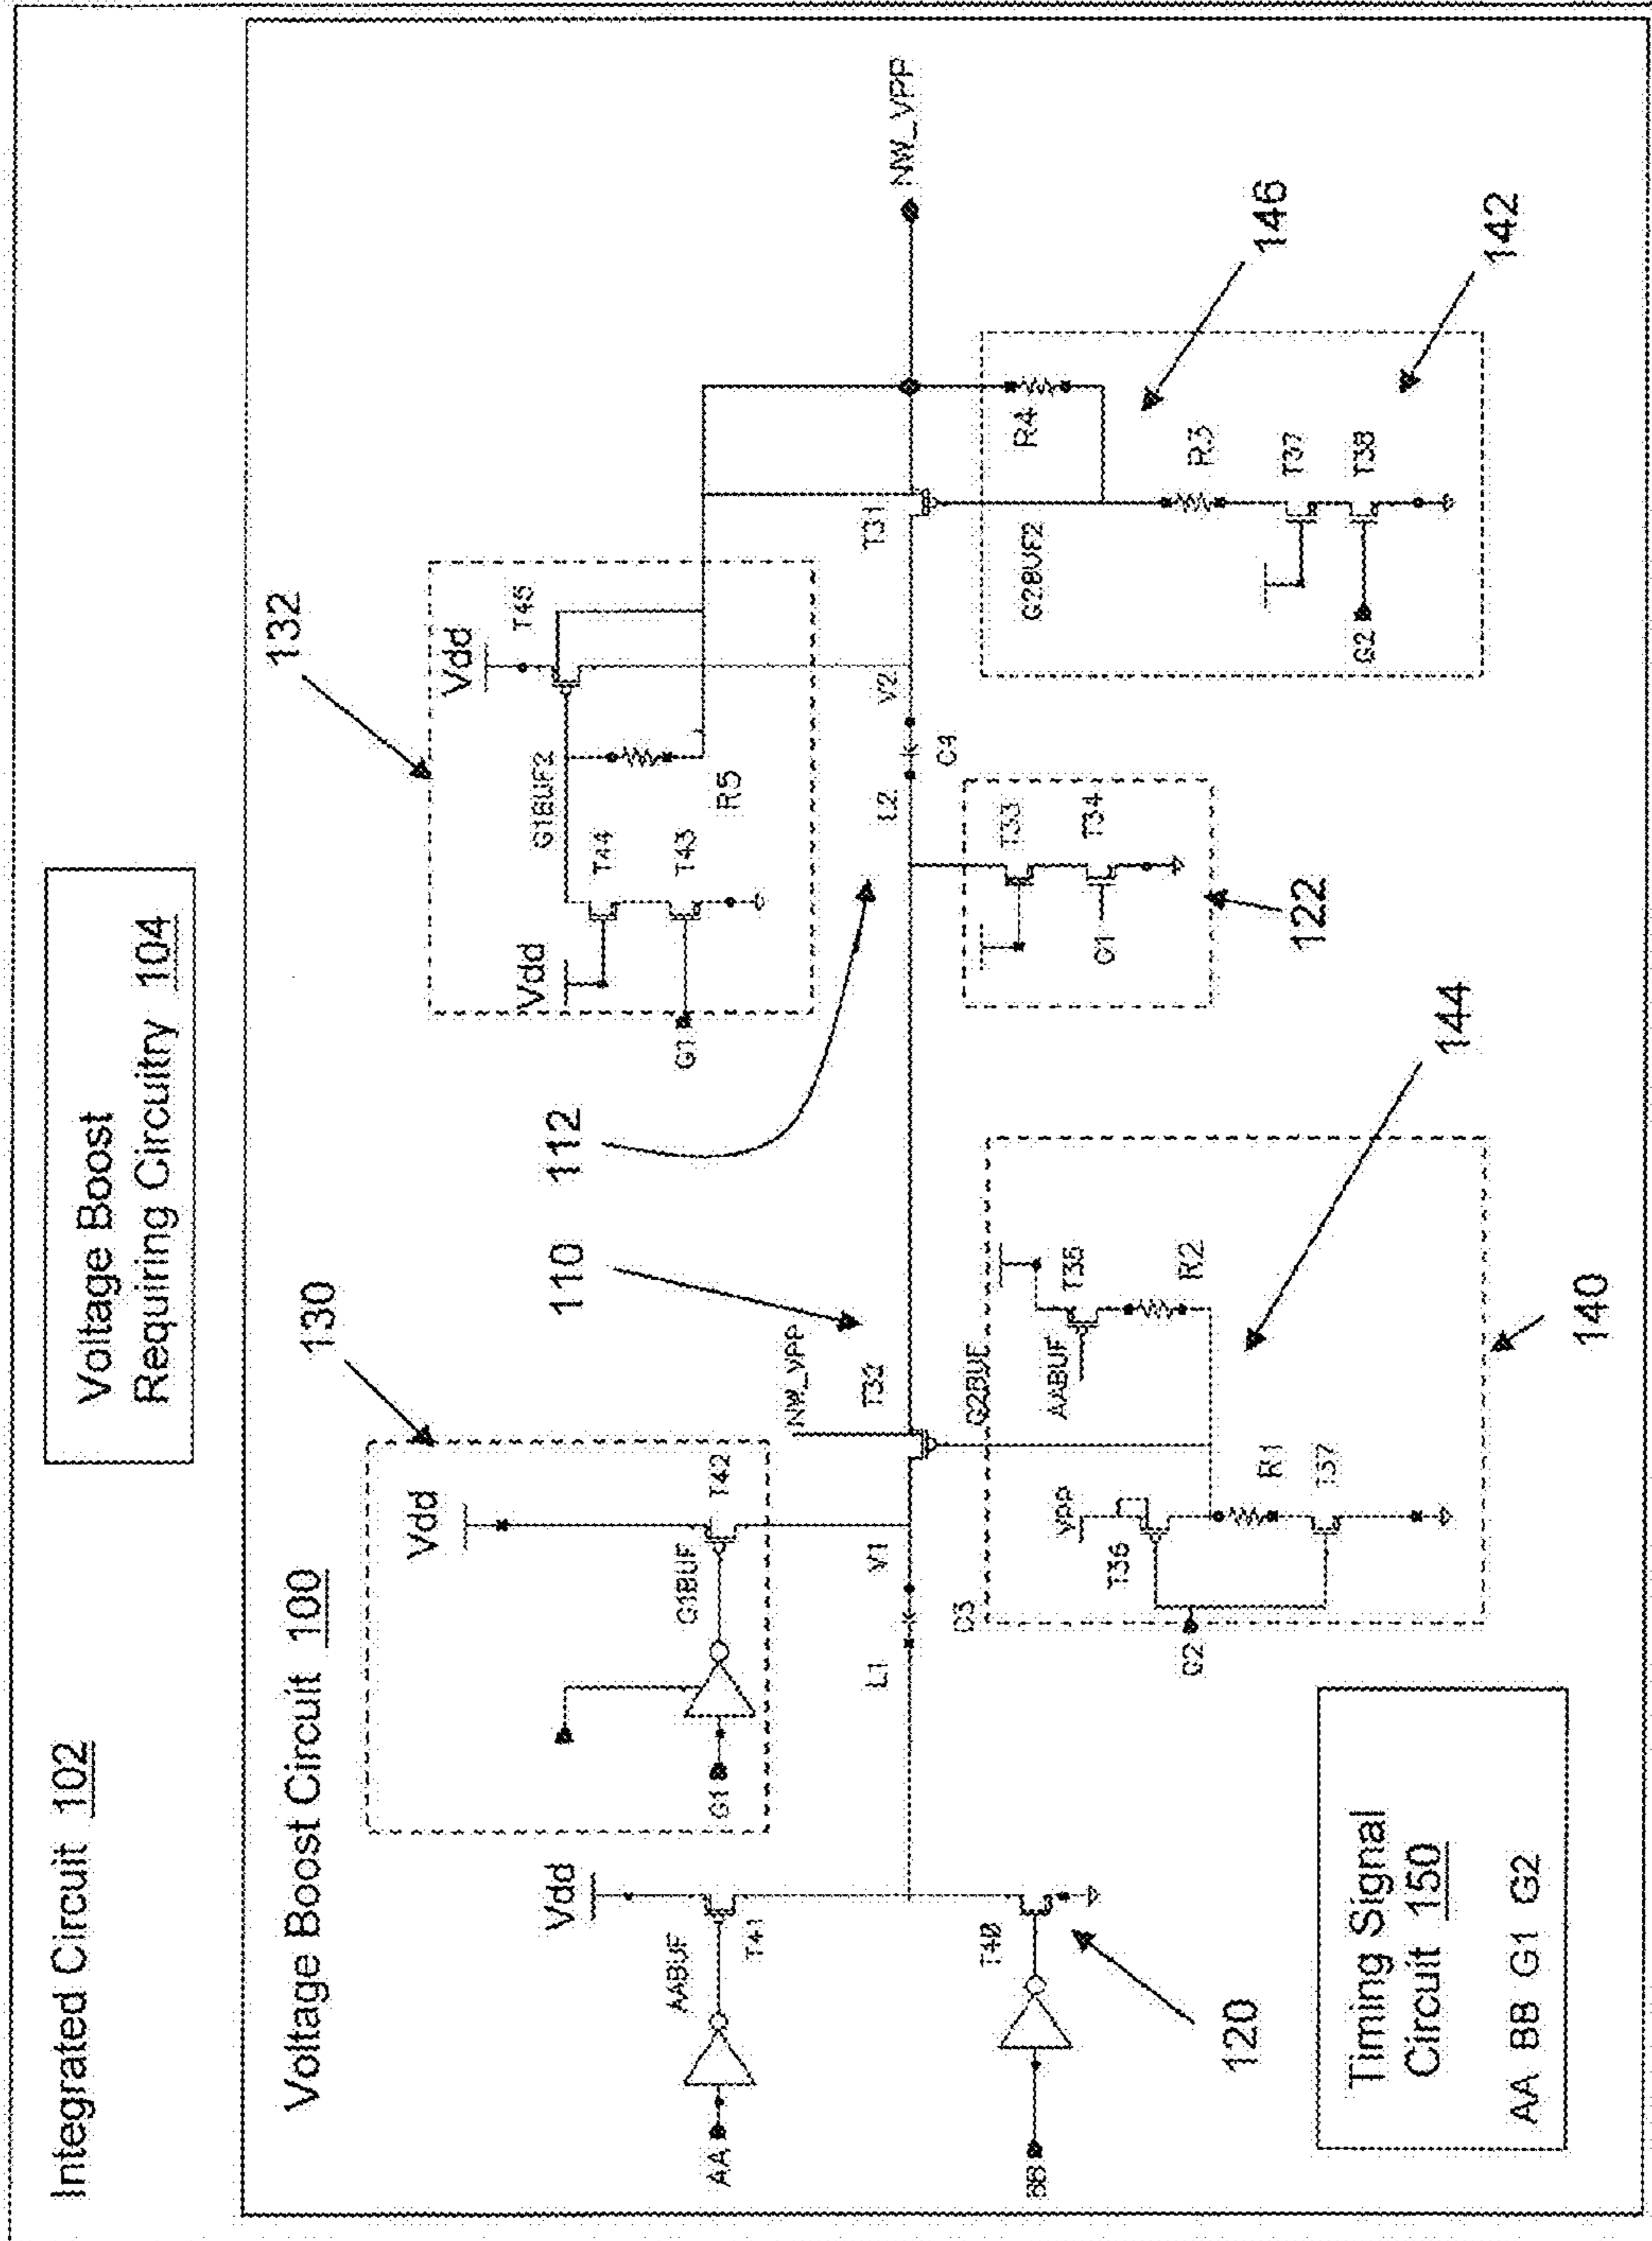 Integrated Circuit 102
Voltage Boost
Requiring Circuitry 104
Voltage Boost Circuit 100
130
132
Vdd
Vdd
Vdd
Vdd
T45
G1BUF2
T44
T43
R5
G1
AABUF
T41
AA
G1
G1BUF
T42
110
112
NW_VPP
T32
T31
NW_VPP
L1
C3
V1
L2
C4
V2
BB
T40
120
G2BUF
VPP
T36
G2
R1
T37
AABUF
T35
R2
144
140
T33
T34
G1
122
G2BUF2
R4
R3
T37
T38
G2
146
142
Timing Signal
Circuit 150
AA BB G1 G2